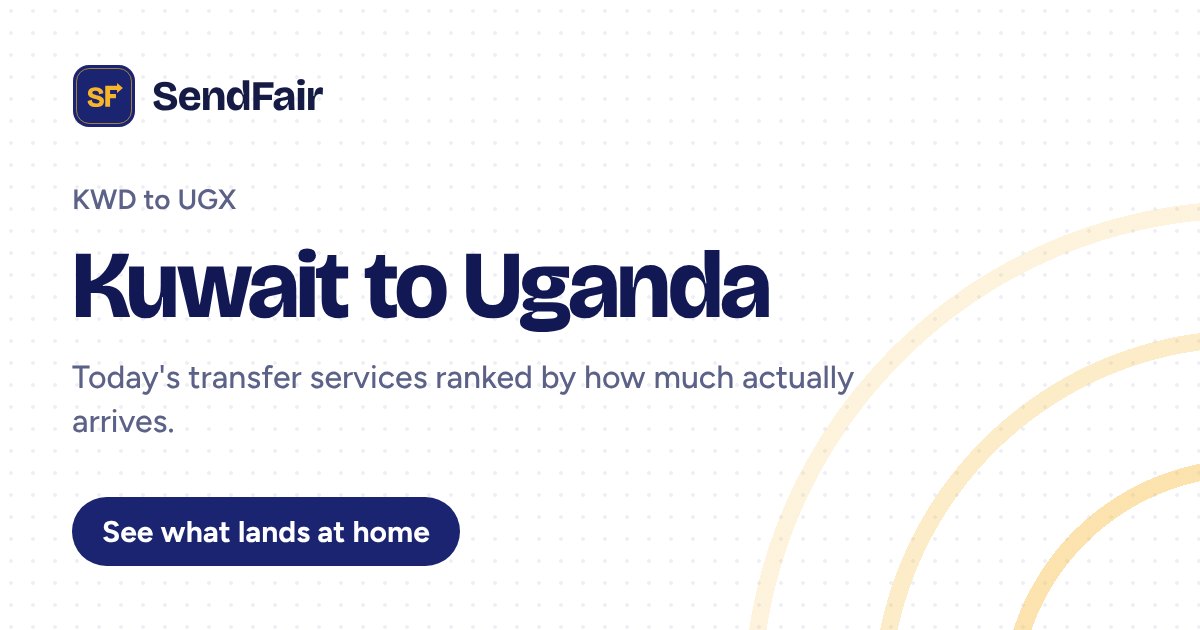 SF
SendFair
KWD to UGX
Kuwait to Uganda
Today's transfer services ranked by how much actually
arrives.
See what lands at home